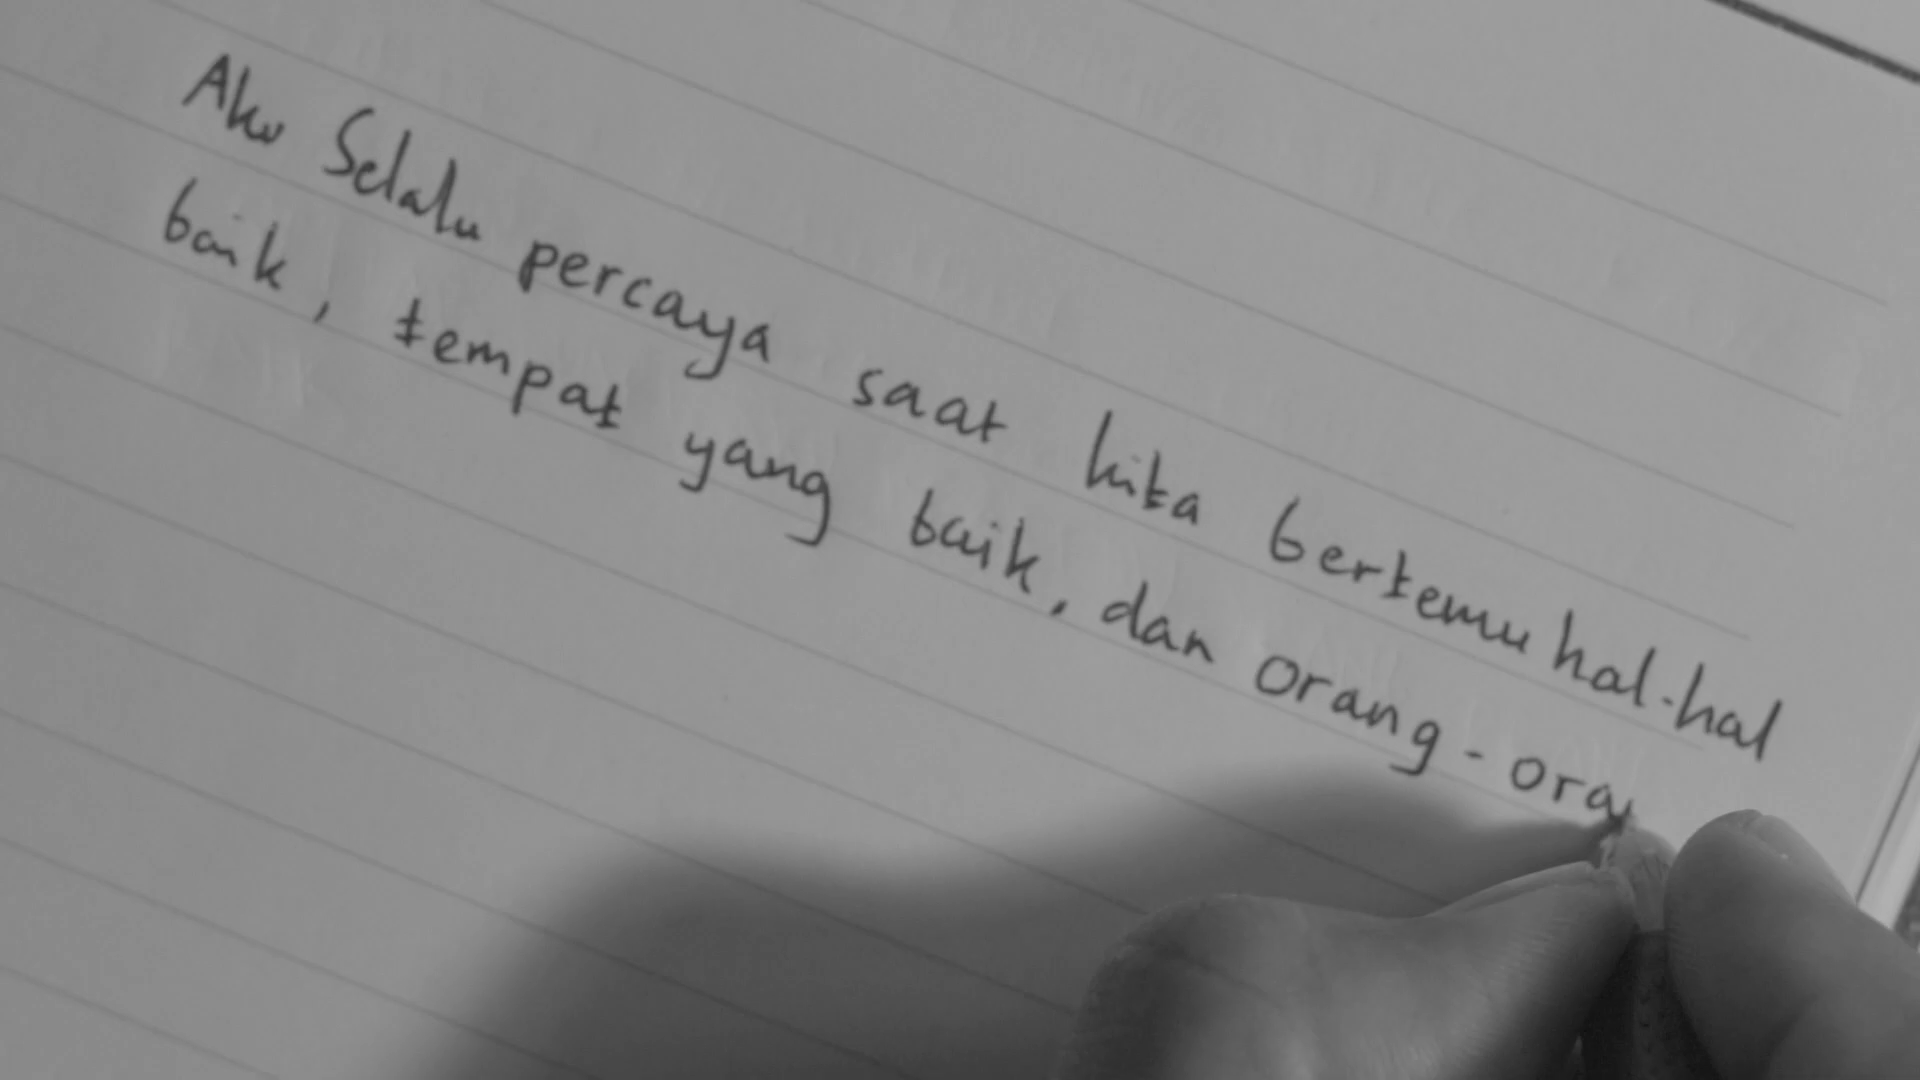 Aku Selalu percaya saat kita bertemu hal-hal
baik, tempat yang baik, dan orang-ora